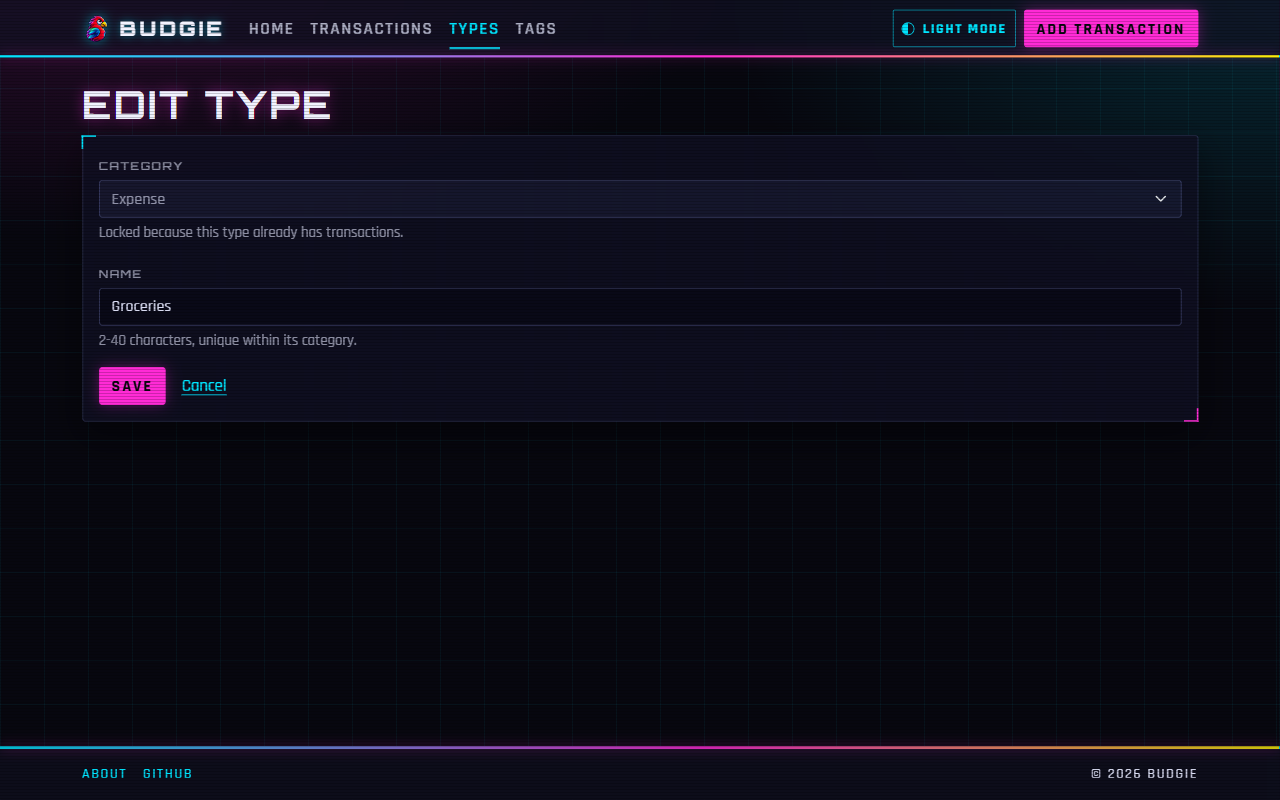 BUDGIE HOME TRANSACTIONS TYPES TAGS LIGHT MODE ADD TRANSACTION
EDIT TYPE
CATEGORY
Expense
Locked because this type already has transactions.
NAME
Groceries
2-40 characters, unique within its category.
SAVE Cancel
ABOUT GITHUB © 2026 BUDGIE